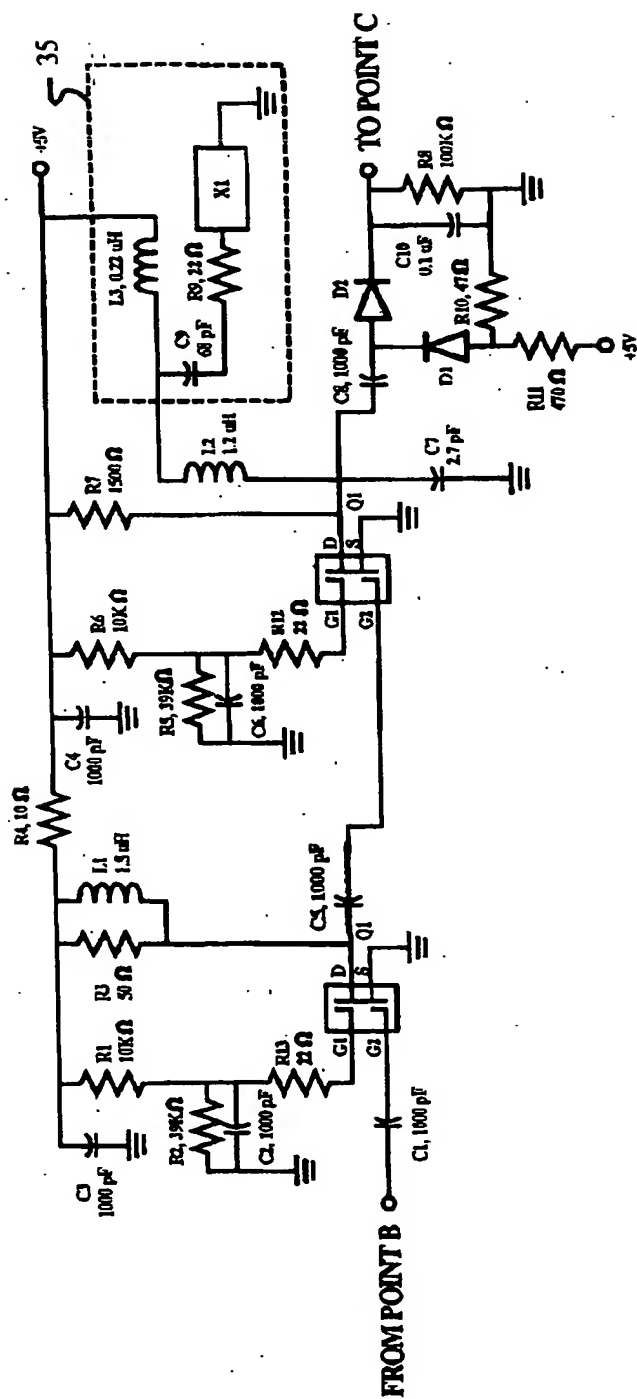 35
+5V
L3, 0.22 uH
X1
R9, 22 Ω
C9
68 pF
L2
1.2 uH
R7
1500 Ω
R6
10K Ω
C4
1000 pF
R4, 10 Ω
L1
1.5 uH
R3
50 Ω
R1
10K Ω
C3
1000 pF
R2, 39K Ω
C2, 1000 pF
R13
22 Ω
G1
G2
D
S
Q1
C5, 1000 pF
R5, 39K Ω
C6, 1000 pF
R12
22 Ω
G1
G2
D
S
Q1
C7
2.7 pF
C8, 1000 pF
D2
D1
TO POINT C
R8
100K Ω
C10
0.1 uF
R10, 47 Ω
R11
470 Ω
+5V
C1, 1000 pF
FROM POINT B